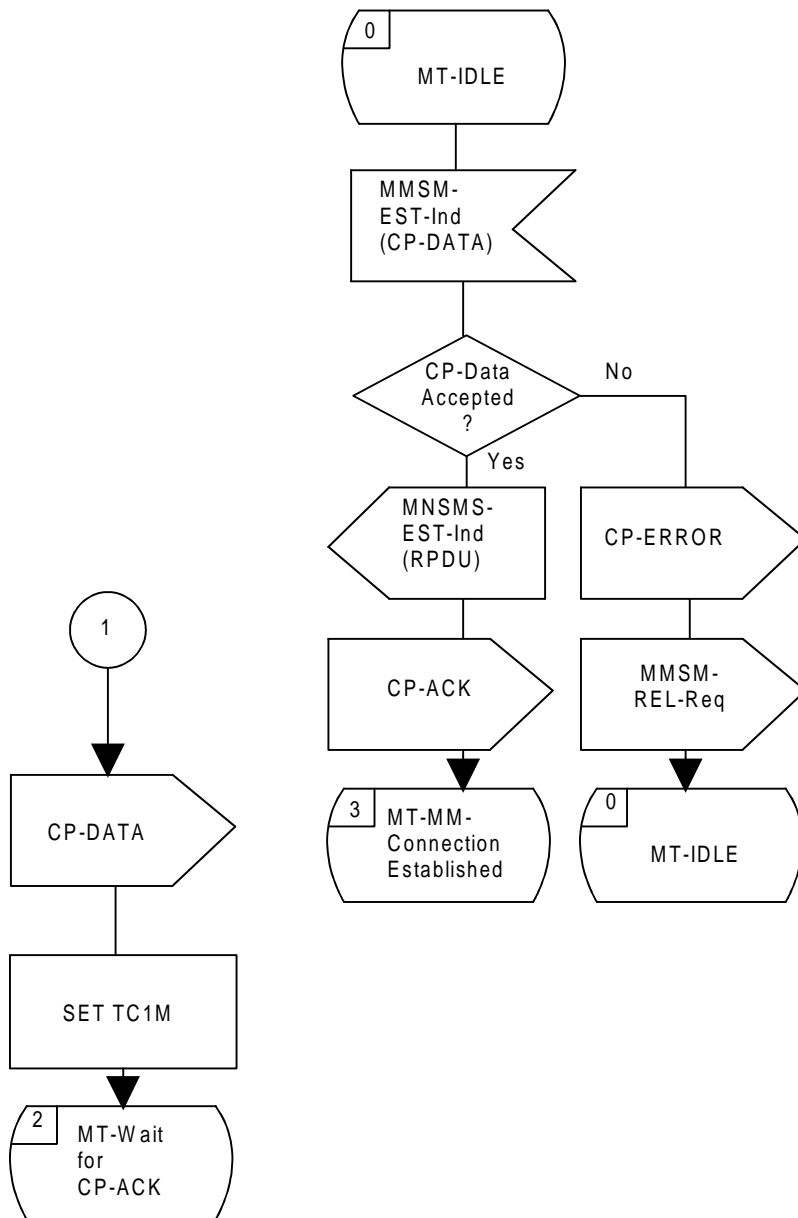 0
MT-IDLE
MMSM-
EST-Ind
(CP-DATA)
CP-Data
Accepted
?
No
Yes
MNSMS-
EST-Ind
(RPDU)
CP-ERROR
1
CP-ACK
MMSM-
REL-Req
3
MT-MM-
Connection
Established
0
MT-IDLE
CP-DATA
SET TC1M
2
MT-Wait
for
CP-ACK